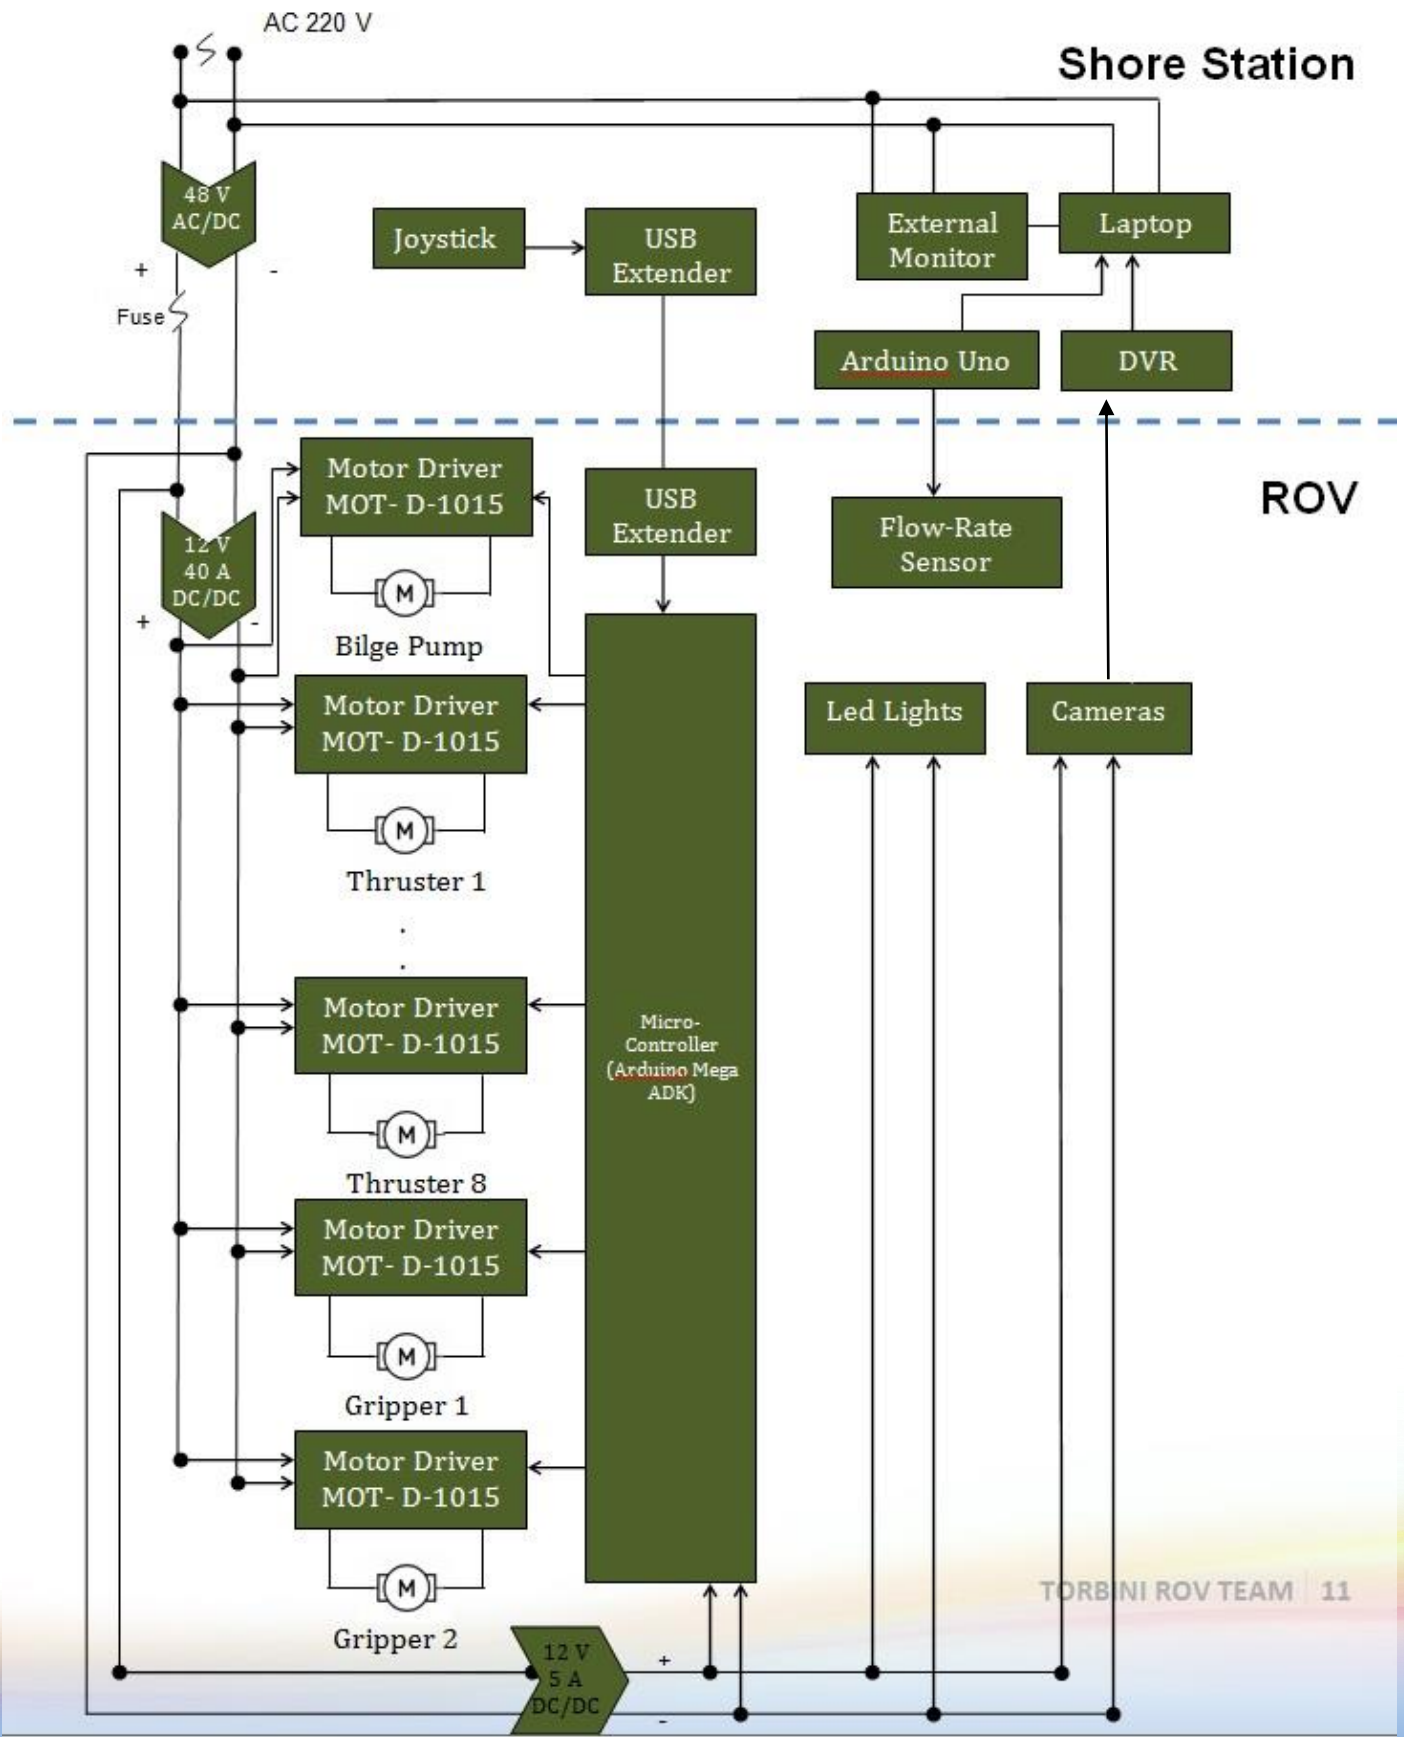 AC 220 V
Shore Station
48 V
AC/DC
+
-
Fuse
Joystick
USB
Extender
External
Monitor
Laptop
Arduino Uno
DVR
ROV
Motor Driver
MOT- D-1015
M
Bilge Pump
USB
Extender
Flow-Rate
Sensor
12 V
40 A
DC/DC
+
-
Motor Driver
MOT- D-1015
M
Thruster 1
.
.
Led Lights
Cameras
Motor Driver
MOT- D-1015
M
Thruster 8
Micro-
Controller
(Arduino Mega
ADK)
Motor Driver
MOT- D-1015
M
Gripper 1
Motor Driver
MOT- D-1015
M
Gripper 2
12 V
5 A
DC/DC
+
-
TORBINI ROV TEAM | 11